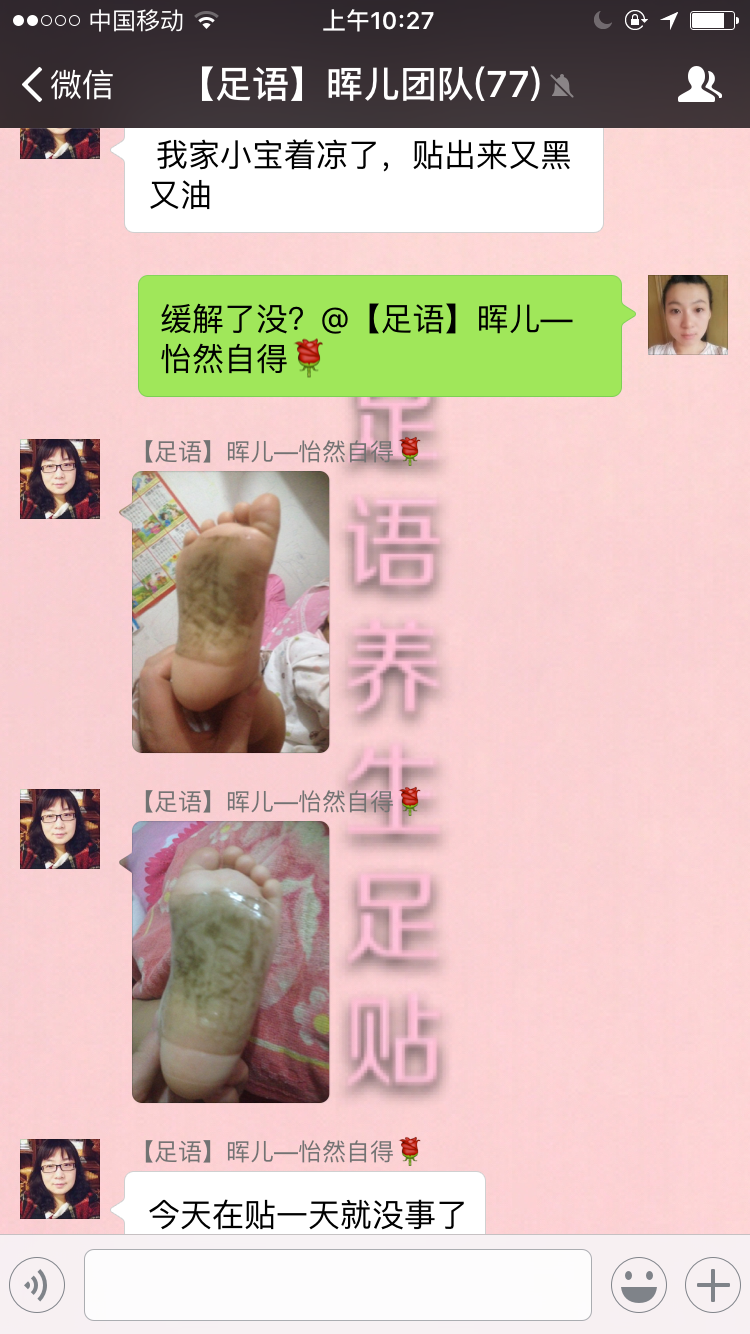 中国移动
上午10:27
微信
【足语】晖儿团队(77)
我家小宝着凉了，贴出来又黑
又油
缓解了没？@【足语】晖儿—
怡然自得🌹
【足语】晖儿—怡然自得🌹
【足语】晖儿—怡然自得🌹
【足语】晖儿—怡然自得🌹
今天在贴一天就没事了
足
语
养
生
足
贴